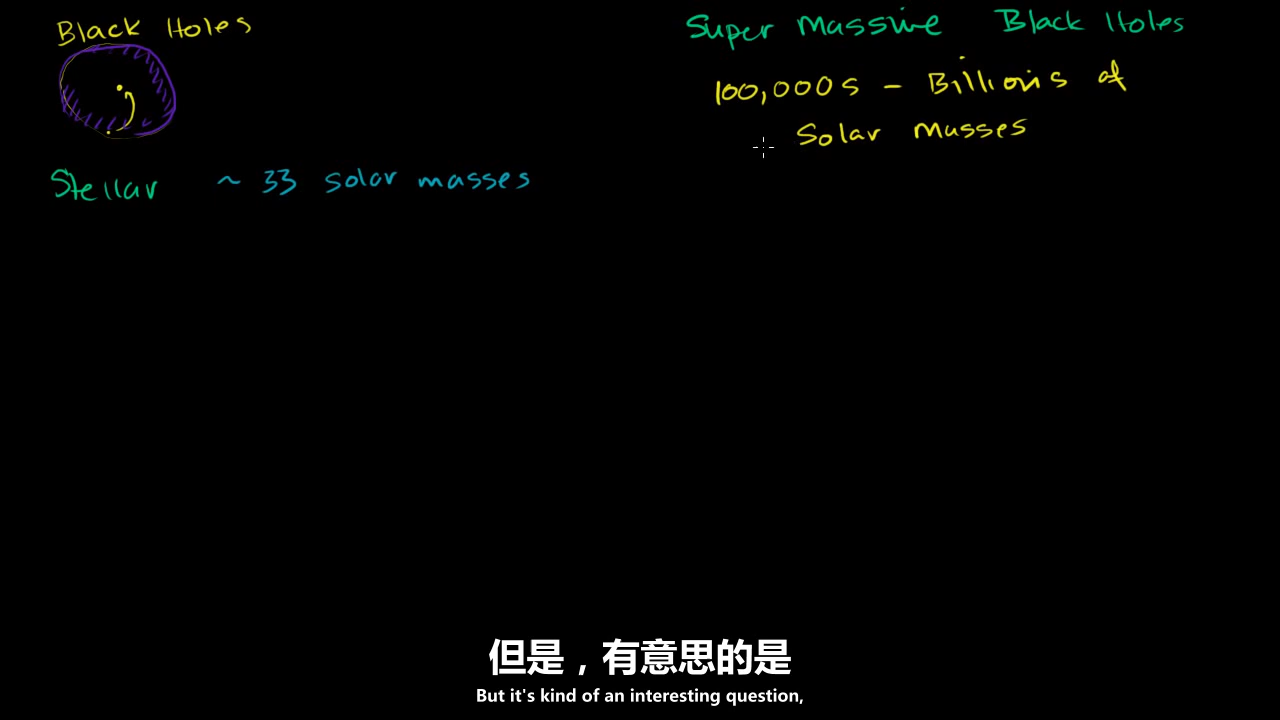 Black Holes
Super Massive Black Holes
100,000s - Billions of
Solar Masses
Stellar ~ 33 solar masses
但是，有意思的是
But it's kind of an interesting question,